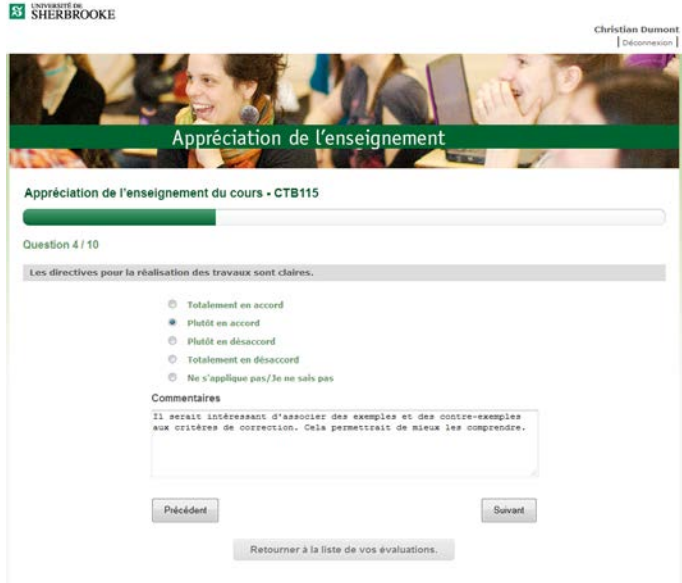 UNIVERSITÉ DE
SHERBROOKE
Christian Dumont
| Déconnexion |
Appréciation de l'enseignement
Appréciation de l'enseignement du cours - CTB115
Question 4 / 10
Les directives pour la réalisation des travaux sont claires.
Totalement en accord
Plutôt en accord
Plutôt en désaccord
Totalement en désaccord
Ne s'applique pas/Je ne sais pas
Commentaires
Il serait intéressant d'associer des exemples et des contre-exemples
aux critères de correction. Cela permettrait de mieux les comprendre.
Précédent
Suivant
Retourner à la liste de vos évaluations.